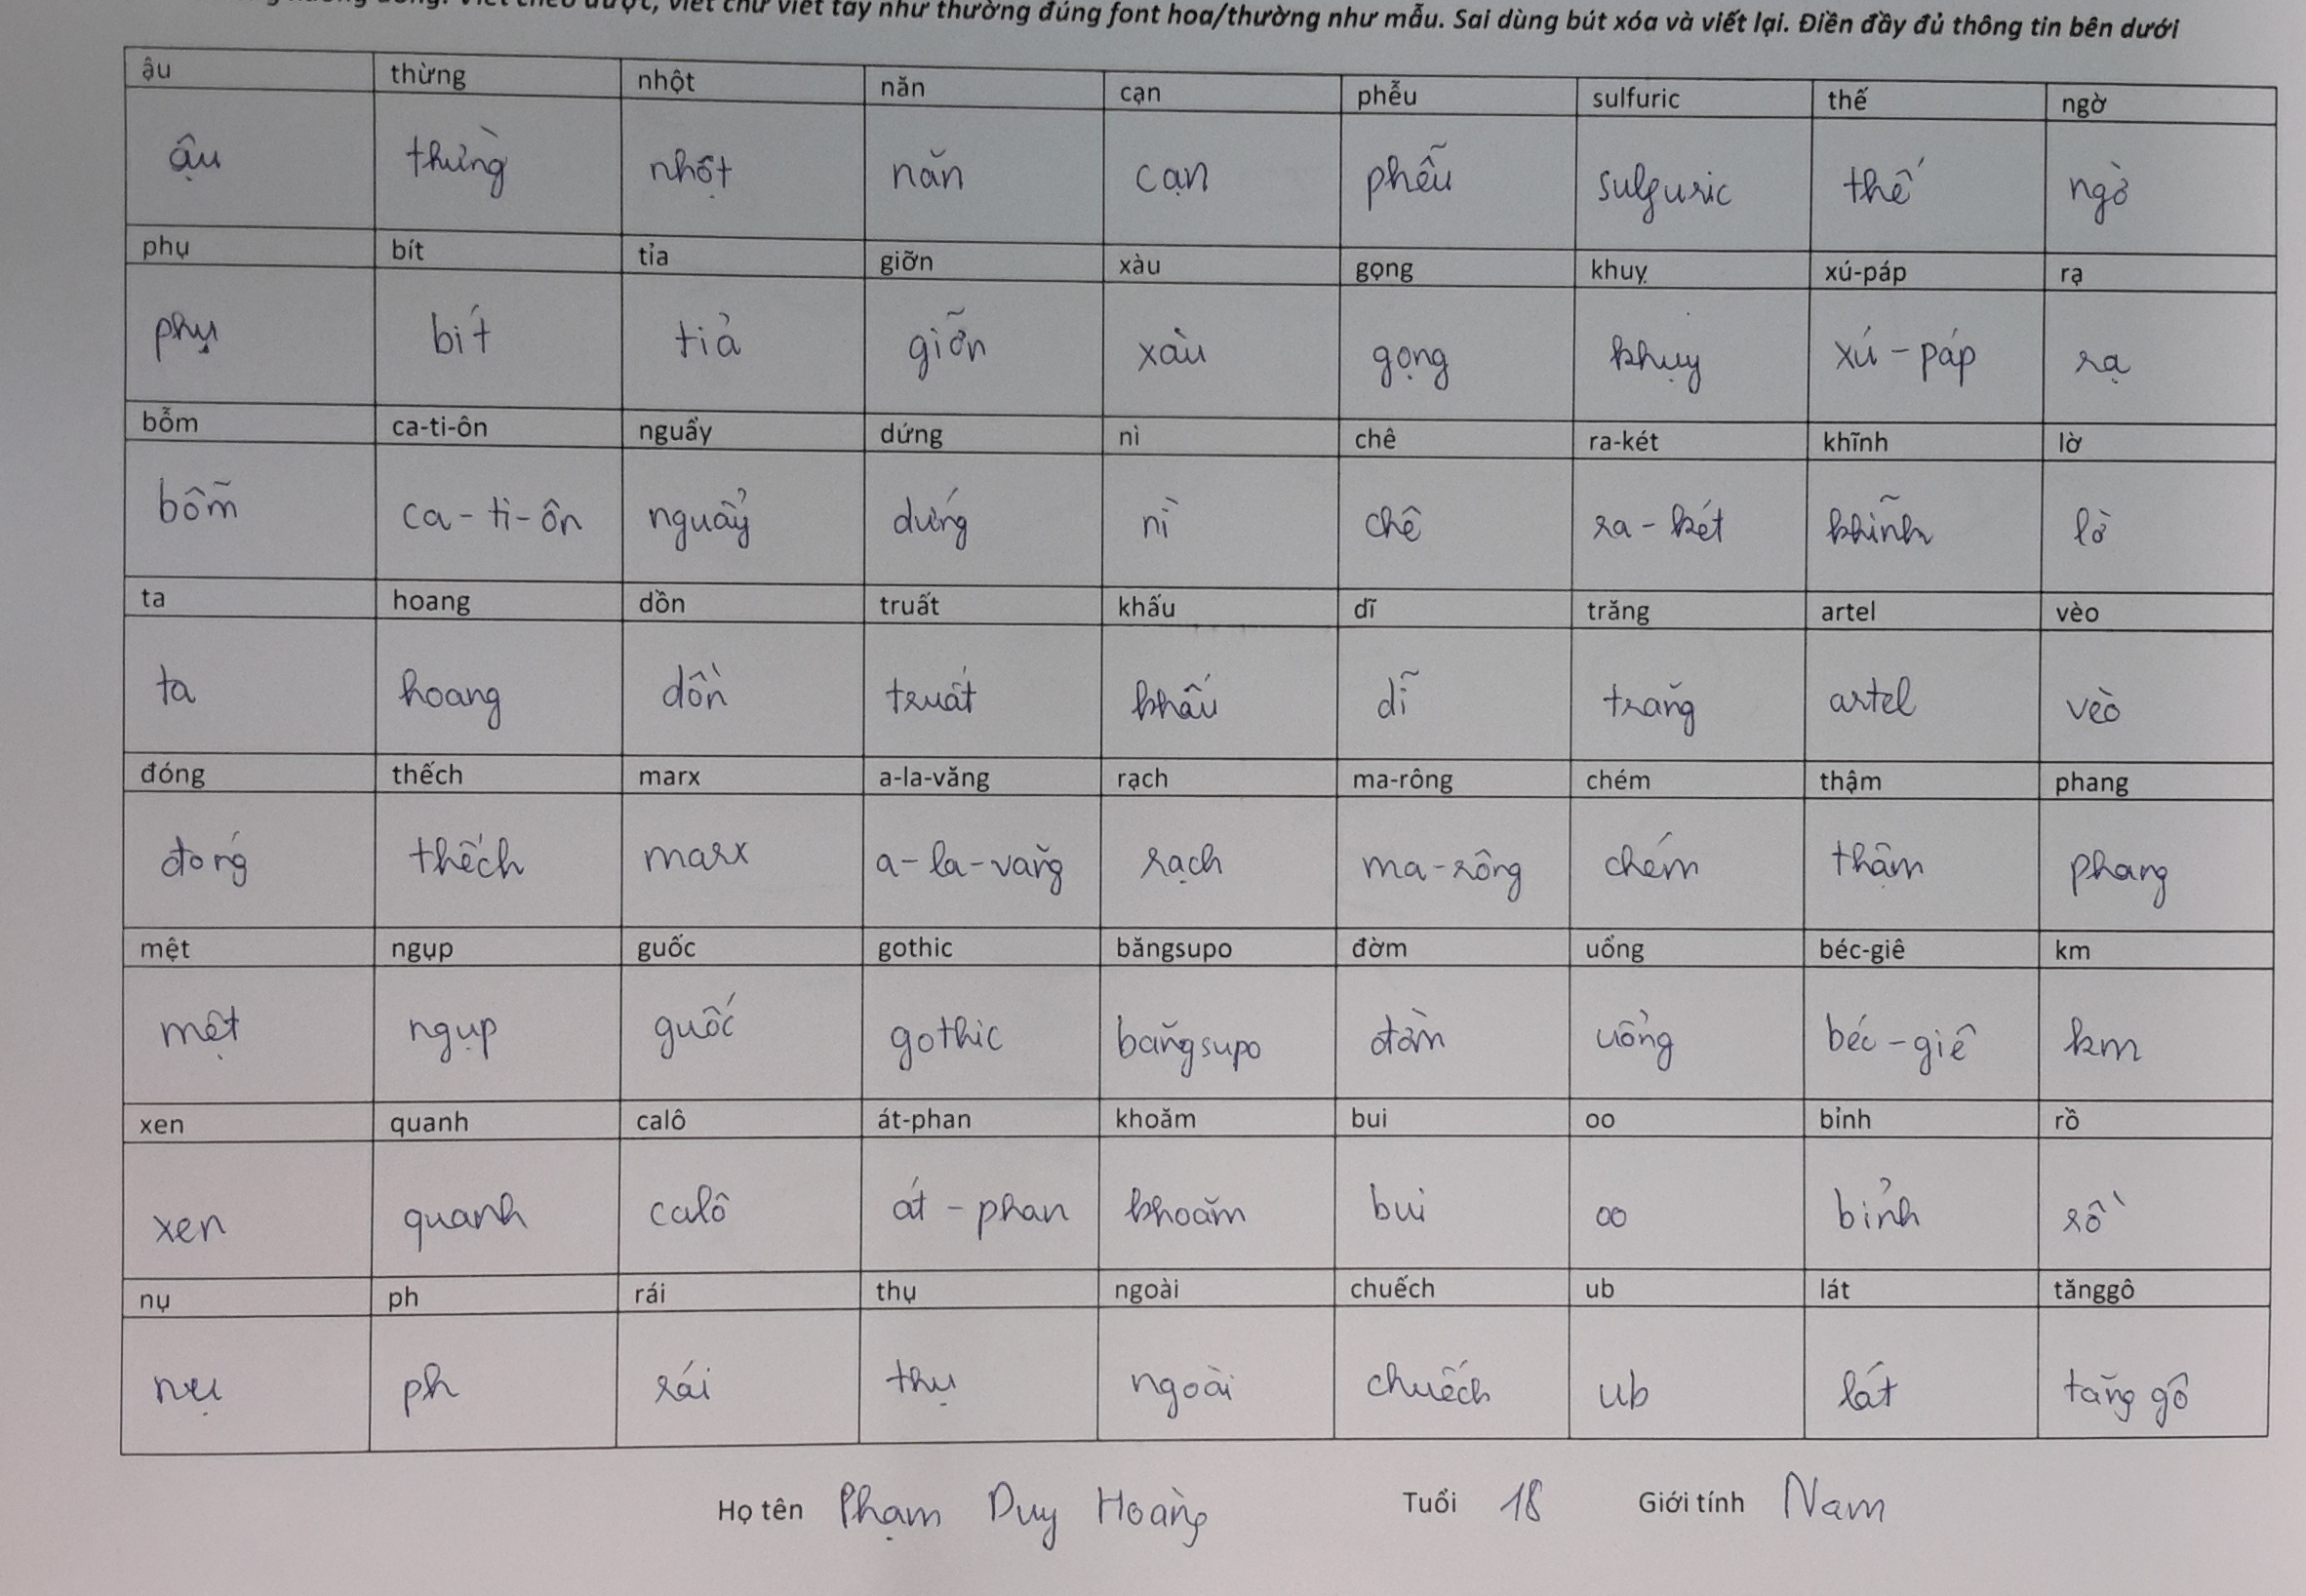 viết chữ viết tay như thường đúng font hoa/thường như mẫu. Sai dùng bút xóa và viết lại. Điền đầy đủ thông tin bên dưới
ậu thừng nhột năn cạn phễu sulfuric thế ngờ
ậu thừng nhột năn cạn phễu sulfuric thế ngờ
phụ bít tỉa giỡn xàu gọng khuỵ xú-páp rạ
phụ bít tiả giỡn xàu gọng khụy xú-páp rạ
bỗm ca-ti-ôn nguẩy dứng nì chê ra-két khĩnh lờ
bỗm ca-ti-ôn nguẩy dứng nì chê ra-két khĩnh lờ
ta hoang dồn truất khấu dĩ trăng artel vèo
ta hoang dồn truất khấu dĩ trăng artel vèo
đóng thếch marx a-la-văng rạch ma-rông chém thậm phang
đóng thếch marx a-la-văng rạch ma-rông chém thậm phang
mệt ngụp guốc gothic băngsupo đờm uổng béc-giê km
mệt ngụp guốc gothic băngsupo đờm uổng béc-giê km
xen quanh calô át-phan khoăm bui oo bỉnh rồ
xen quanh calô át-phan khoăm bui oo bỉnh rồ
nụ ph rái thụ ngoài chuếch ub lát tănggô
nụ ph rái thụ ngoài chuếch ub lát tăng gô
Họ tên Phạm Duy Hoàng Tuổi 18 Giới tính Nam